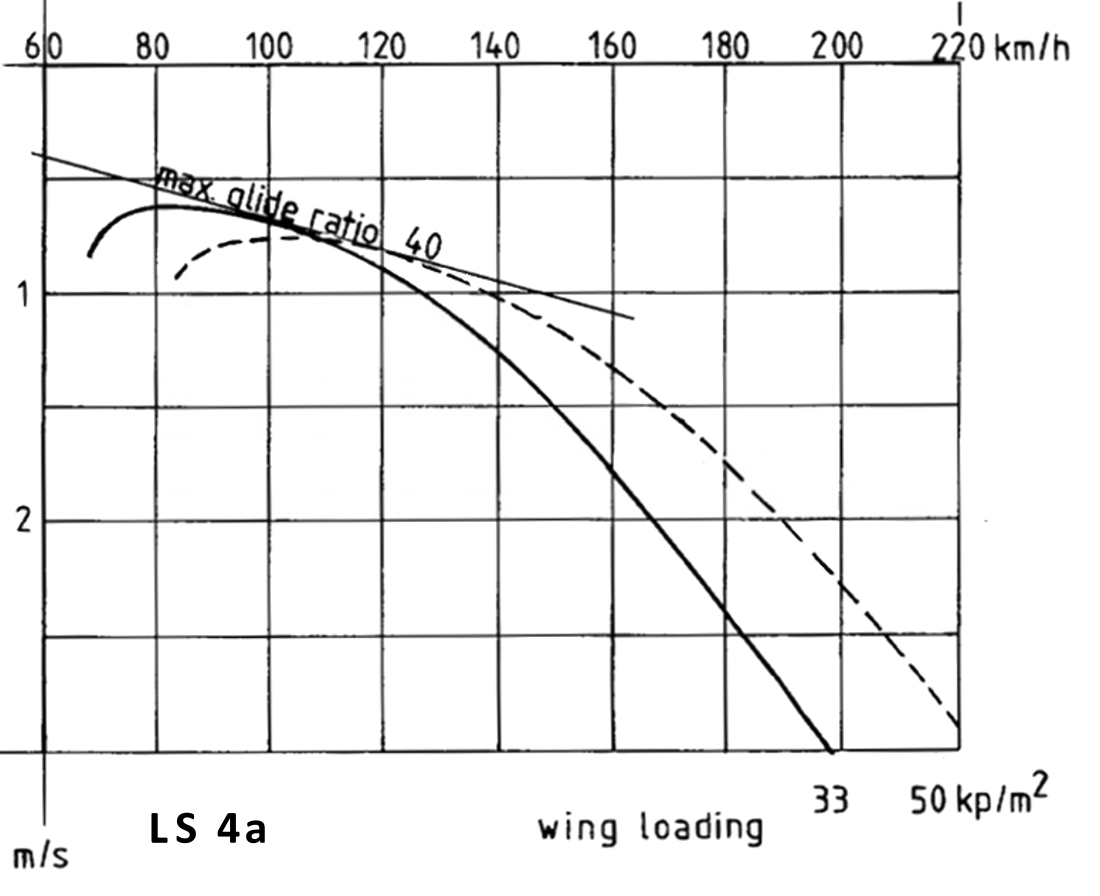 60 80 100 120 140 160 180 200 220 km/h
max. glide ratio 40
1
2
33 50 kp/m²
LS 4a wing loading
m/s